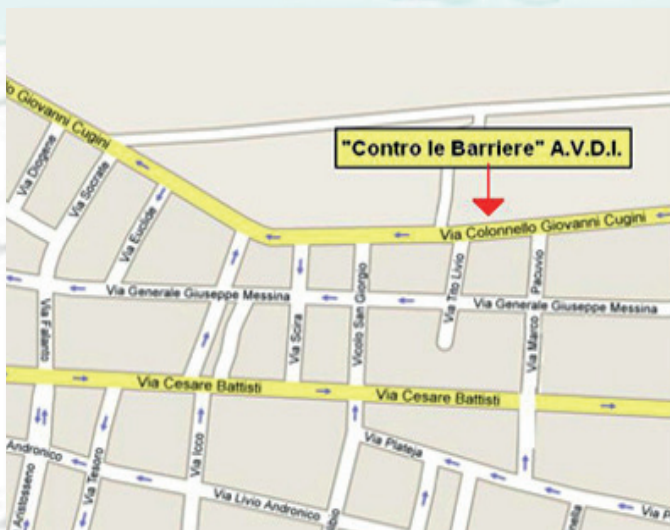 lo Giovanni Cugini
"Contro le Barriere" A.V.D.I.
Via Diogene
Via Socrate
Via Euclide
Via Colonnello Giovanni Cugini
Via Generale Giuseppe Messina
Via Generale Giuseppe Messina
Via Falanto
Via Scira
Vicolo San Giorgio
Via Tito Livio
Via Marco Pacuvio
Via Cesare Battisti
Via Cesare Battisti
Andronico
Via Tesoro
Via Icco
Via Plateja
Aristosseno
Via Livio Andronico